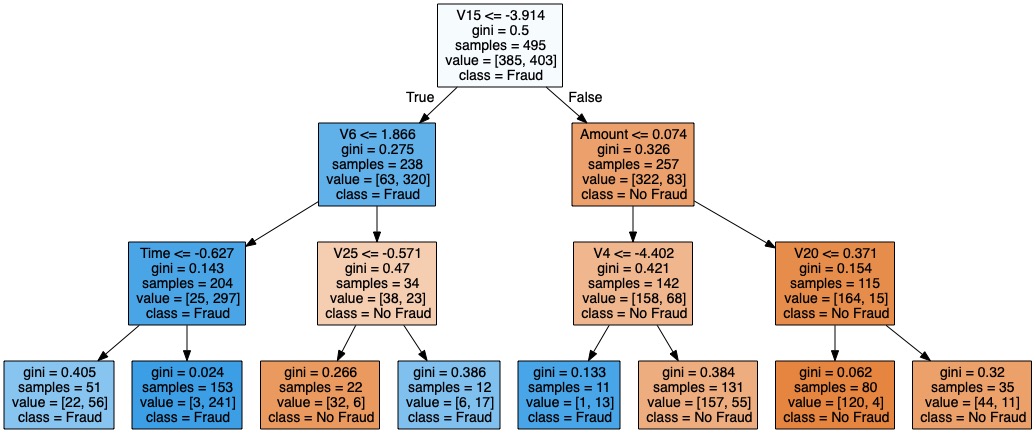 V15 <= -3.914
gini = 0.5
samples = 495
value = [385, 403]
class = Fraud
True
False
V6 <= 1.866
gini = 0.275
samples = 238
value = [63, 320]
class = Fraud
Amount <= 0.074
gini = 0.326
samples = 257
value = [322, 83]
class = No Fraud
Time <= -0.627
gini = 0.143
samples = 204
value = [25, 297]
class = Fraud
V25 <= -0.571
gini = 0.47
samples = 34
value = [38, 23]
class = No Fraud
V4 <= -4.402
gini = 0.421
samples = 142
value = [158, 68]
class = No Fraud
V20 <= 0.371
gini = 0.154
samples = 115
value = [164, 15]
class = No Fraud
gini = 0.405
samples = 51
value = [22, 56]
class = Fraud
gini = 0.024
samples = 153
value = [3, 241]
class = Fraud
gini = 0.266
samples = 22
value = [32, 6]
class = No Fraud
gini = 0.386
samples = 12
value = [6, 17]
class = Fraud
gini = 0.133
samples = 11
value = [1, 13]
class = Fraud
gini = 0.384
samples = 131
value = [157, 55]
class = No Fraud
gini = 0.062
samples = 80
value = [120, 4]
class = No Fraud
gini = 0.32
samples = 35
value = [44, 11]
class = No Fraud